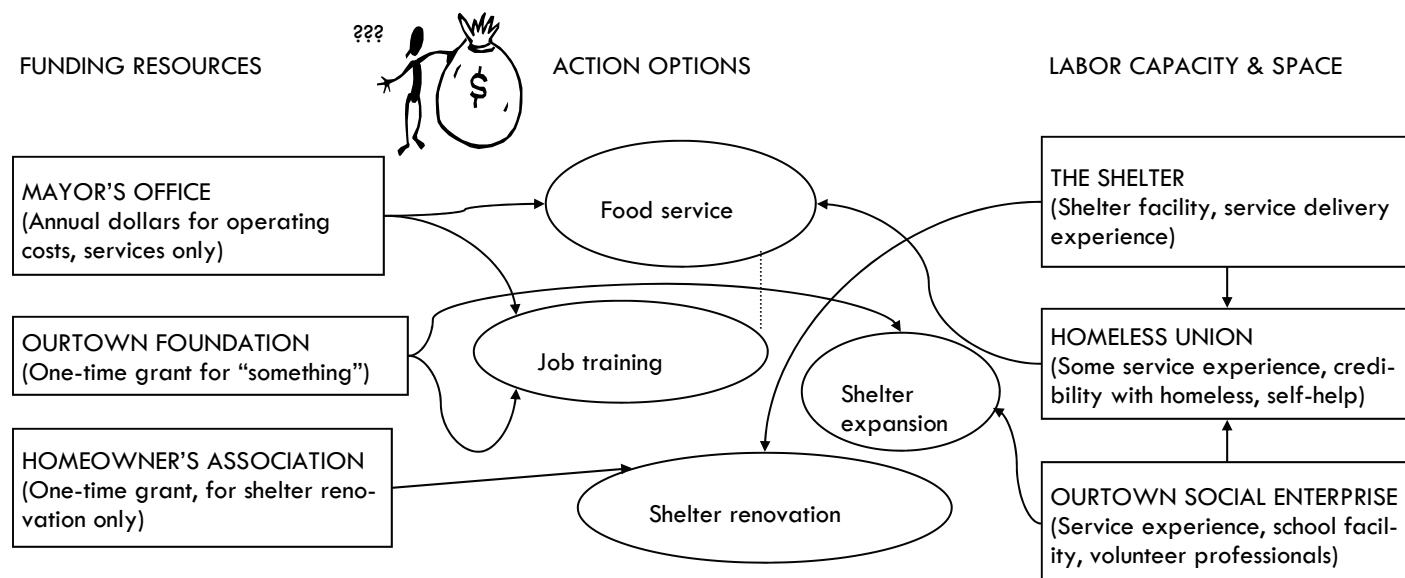 ???
FUNDING RESOURCES
ACTION OPTIONS
LABOR CAPACITY & SPACE
$
MAYOR’S OFFICE
(Annual dollars for operating
costs, services only)
OURTOWN FOUNDATION
(One-time grant for “something”)
HOMEOWNER’S ASSOCIATION
(One-time grant, for shelter reno-
vation only)
Food service
Job training
Shelter
expansion
Shelter renovation
THE SHELTER
(Shelter facility, service delivery
experience)
HOMELESS UNION
(Some service experience, credi-
bility with homeless, self-help)
OURTOWN SOCIAL ENTERPRISE
(Service experience, school facil-
ity, volunteer professionals)